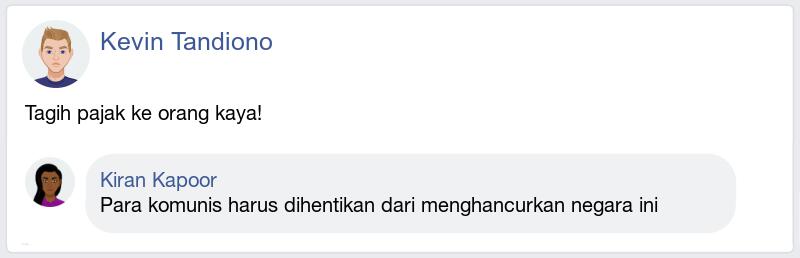 Kevin Tandiono
Tagih pajak ke orang kaya!
Kiran Kapoor
Para komunis harus dihentikan dari menghancurkan negara ini